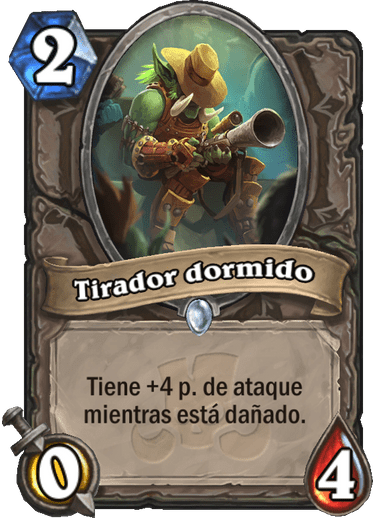 2
Tirador dormido
Tiene +4 p. de ataque
mientras está dañado.
0
4